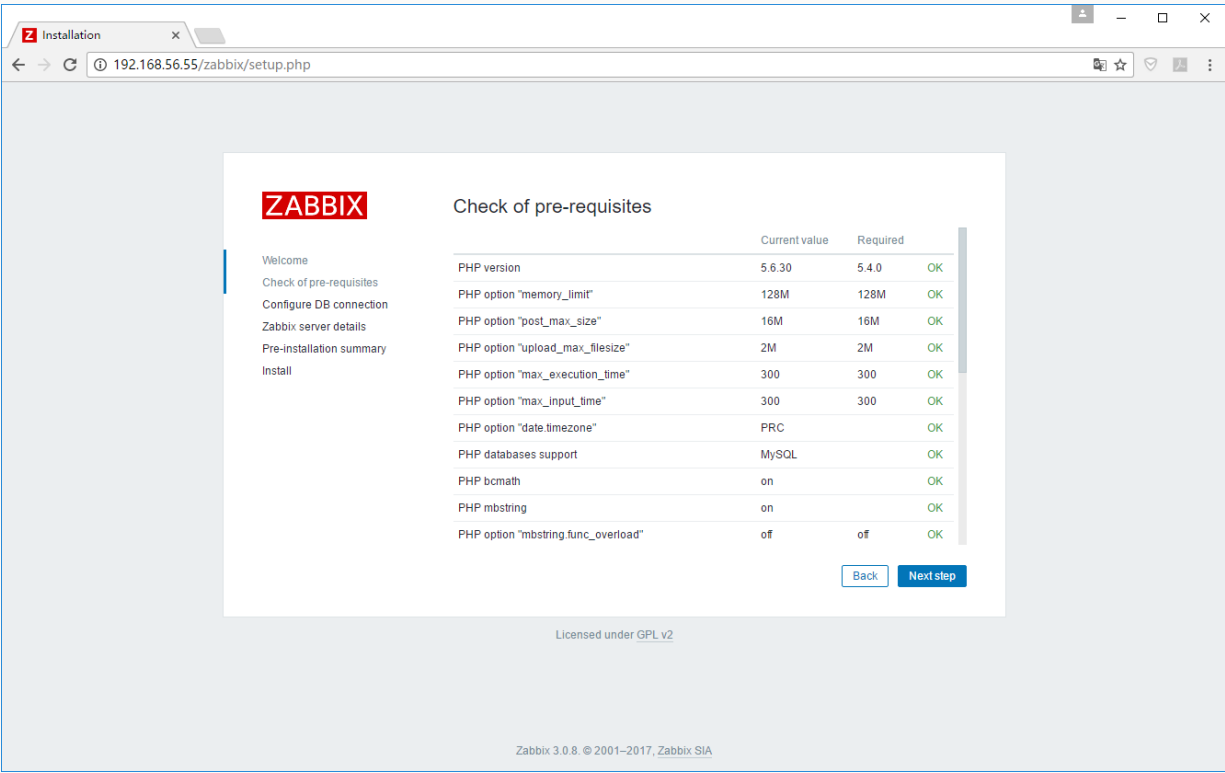 Z Installation
192.168.56.55/zabbix/setup.php
ZABBIX
Welcome
Check of pre-requisites
Configure DB connection
Zabbix server details
Pre-installation summary
Install
Check of pre-requisites
Current value Required
PHP version 5.6.30 5.4.0 OK
PHP option "memory_limit" 128M 128M OK
PHP option "post_max_size" 16M 16M OK
PHP option "upload_max_filesize" 2M 2M OK
PHP option "max_execution_time" 300 300 OK
PHP option "max_input_time" 300 300 OK
PHP option "date.timezone" PRC OK
PHP databases support MySQL OK
PHP bcmath on OK
PHP mbstring on OK
PHP option "mbstring.func_overload" off off OK
Back Next step
Licensed under GPL v2
Zabbix 3.0.8. © 2001–2017, Zabbix SIA